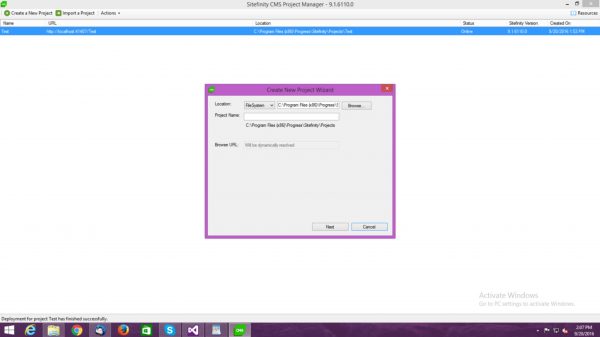 Sitefinity CMS Project Manager - 9.1.6110.0
Create a New Project Import a Project Actions Resources
Name URL Location Status Sitefinity Version Created On
Test http://localhost:41401/Test C:\Program Files (x86)\Progress\Sitefinity\Projects\Test Online 9.1.6110.0 9/20/2016 1:53 PM
Create New Project Wizard
Location: FileSystem C:\Program Files (x86)\Progress\S Browse...
Project Name:
C:\Program Files (x86)\Progress\Sitefinity\Projects
Browse URL: Will be dynamically resolved
Next Cancel
Activate Windows
Go to PC settings to activate Windows.
Deployment for project Test has finished successfully.
2:07 PM
9/20/2016